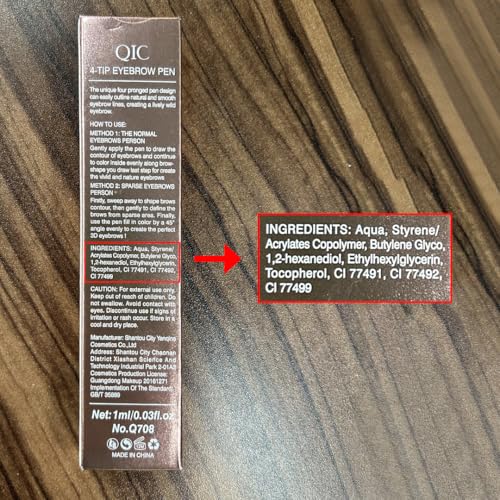 QIC
4-TIP EYEBROW PEN
The unique four pronged pen design
can easily outline natural and smooth
eyebrow lines, creating a lively wild
eyebrow.
HOW TO USE:
METHOD 1: THE NORMAL
EYEBROWS PERSON
Gently apply the pen to draw the
contour of eyebrows and continue
to color inside evenly along brow-
shape you draw last step for create
the vivid and nature eyebrows
METHOD 2: SPARSE EYEBROWS
PERSON
Firstly, sweep away to shape brows
contour, then gently to define the
brows from sparse area. Finally,
use the pen fill in color by a 45°
angle evenly to create the perfect
3D eyebrows !
INGREDIENTS: Aqua, Styrene/
Acrylates Copolymer, Butylene Glyco,
1,2-hexanediol, Ethylhexylglycerin,
Tocopherol, CI 77491, CI 77492,
CI 77499
CAUTION: For external use only.
Keep out of reach of children. Do
not swallow. Avoid contact with
eyes. Discontinue use if signs of
irritation or rash occur. Store in a
cool and dry place.
Manufacturer: Shantou City Yanqina
Cosmetics Co.,Ltd
Address: Shantou City Chaonan
District Xiashan Science And
Technology Industrial Park 2-01A3
Cosmetics Production License:
Guangdong Makeup 20161271
Implementation Of The Standard:
GB/T 35889
Net:1ml/0.03fl.oz
No.Q708
MADE IN CHINA
INGREDIENTS: Aqua, Styrene/
Acrylates Copolymer, Butylene Glyco,
1,2-hexanediol, Ethylhexylglycerin,
Tocopherol, CI 77491, CI 77492,
CI 77499